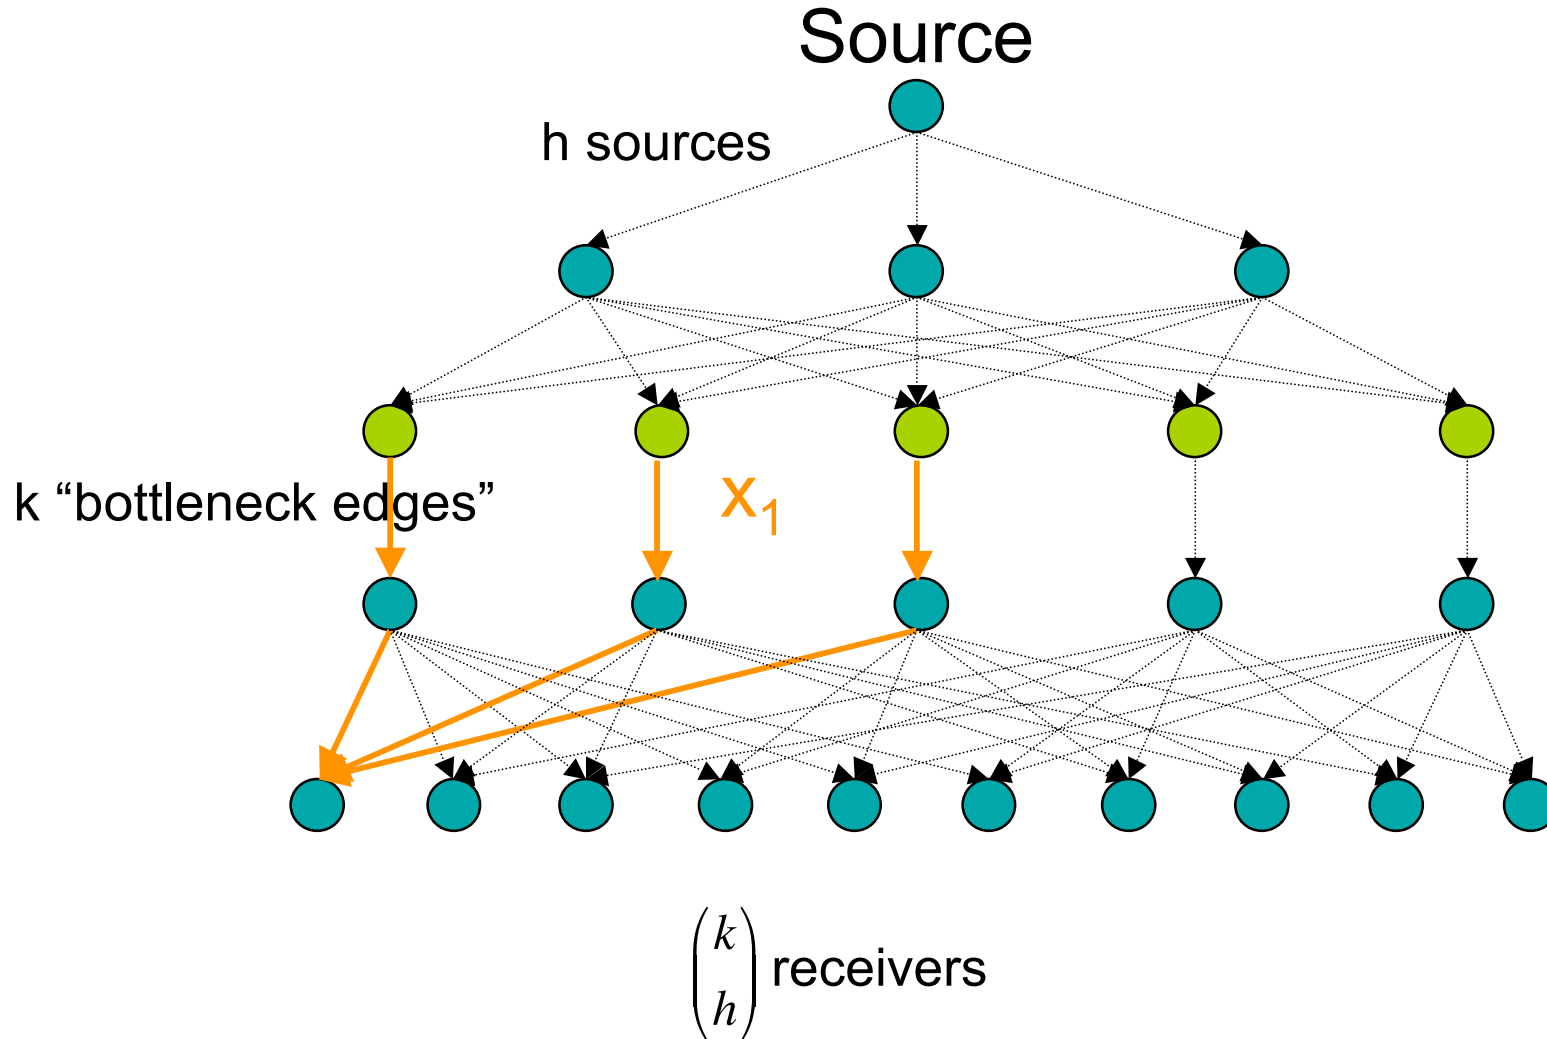 Source
h sources
k “bottleneck edges”
x₁
(k
h) receivers